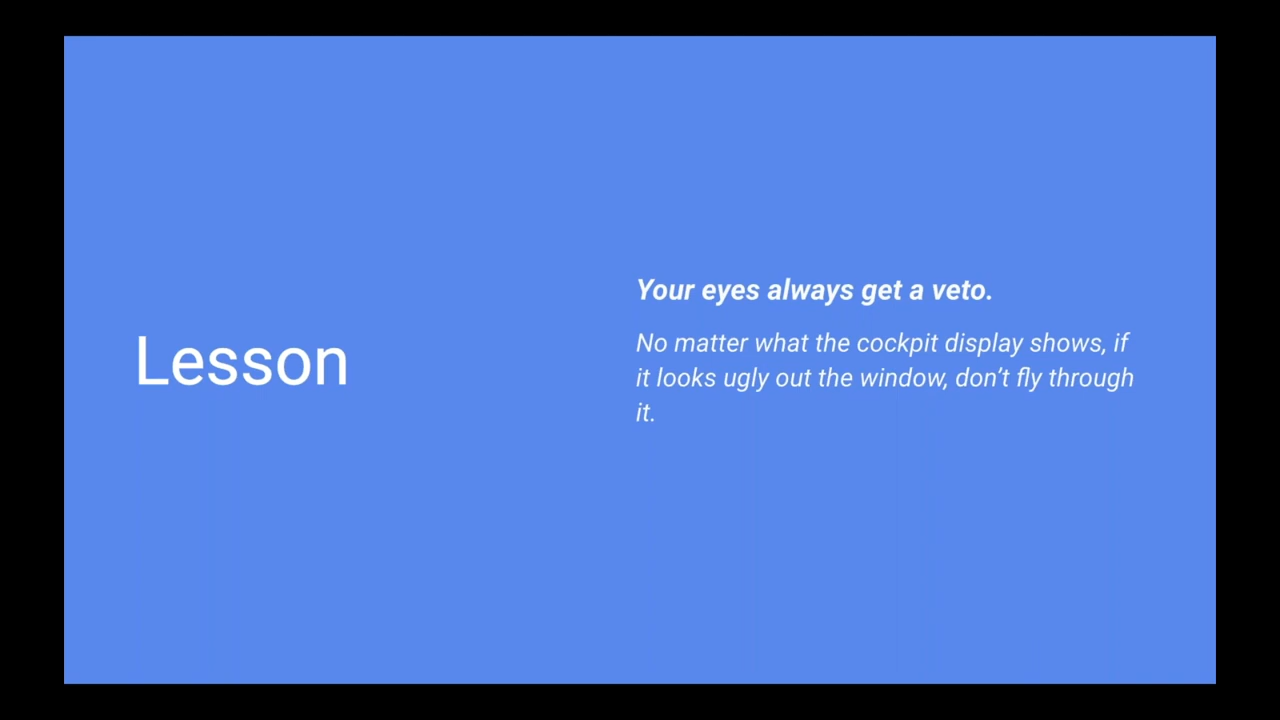 Lesson
Your eyes always get a veto.
No matter what the cockpit display shows, if
it looks ugly out the window, don’t fly through
it.